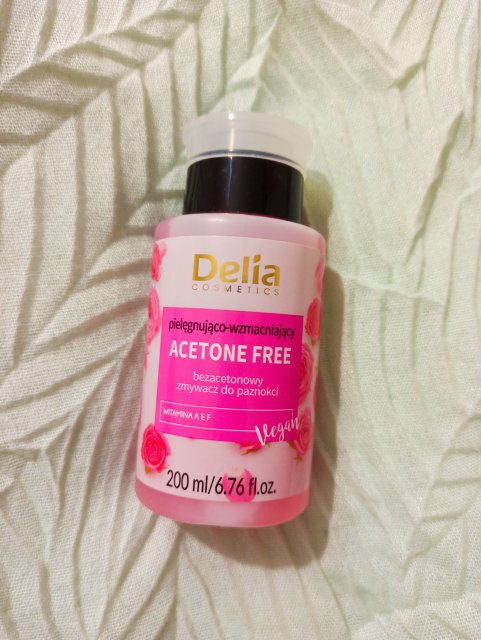 Delia
COSMETICS
pielęgnująco-wzmacniający
ACETONE FREE
bezacetonowy
zmywacz do paznokci
WITAMINA A E F
Vegan
200 ml/6.76 fl.oz.